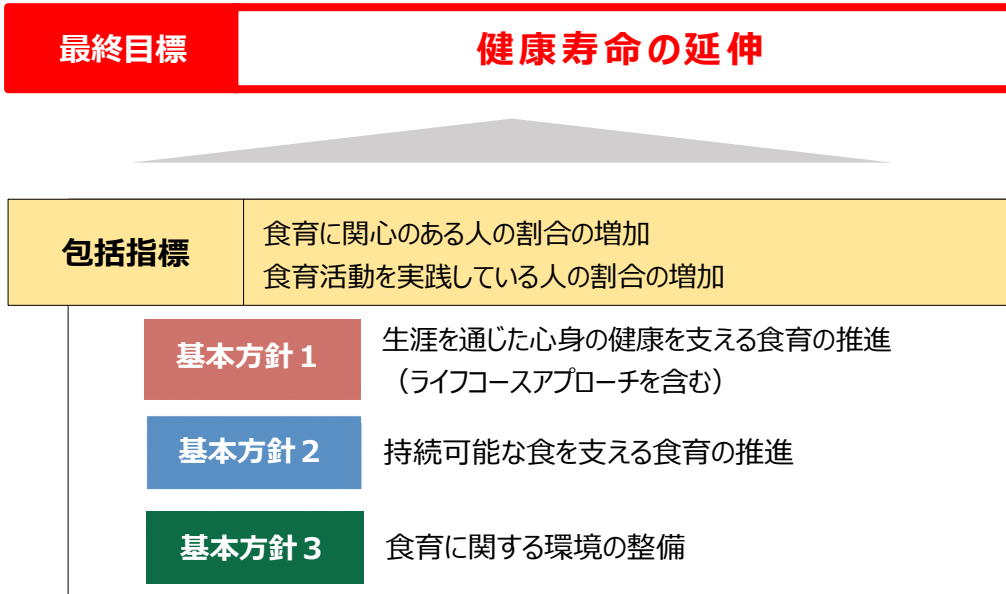 最終目標 健康寿命の延伸
包括指標
食育に関心のある人の割合の増加
食育活動を実践している人の割合の増加
基本方針1 生涯を通じた心身の健康を支える食育の推進
（ライフコースアプローチを含む）
基本方針2 持続可能な食を支える食育の推進
基本方針3 食育に関する環境の整備